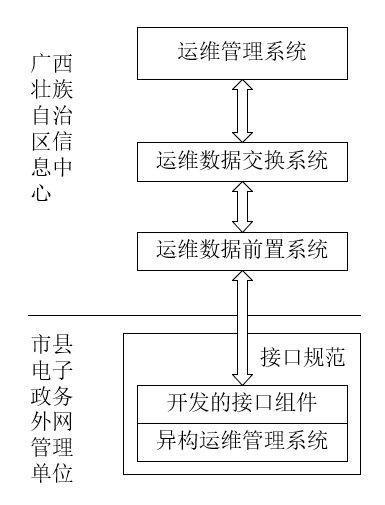 运维管理系统
广西
壮族
自治
区信
息中
心
运维数据交换系统
运维数据前置系统
市县
电子
政务
外网
管理
单位
接口规范
开发的接口组件
异构运维管理系统